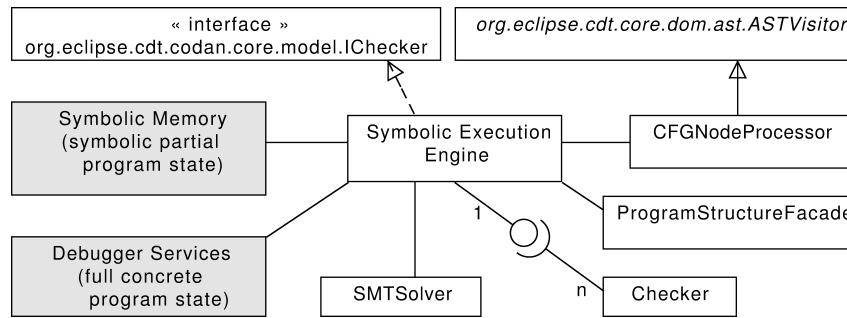 « interface »
org.eclipse.cdt.codan.core.model.IChecker
org.eclipse.cdt.core.dom.ast.ASTVisitor
Symbolic Memory
(symbolic partial
program state)
Symbolic Execution
Engine
CFGNodeProcessor
ProgramStructureFacade
Debugger Services
(full concrete
program state)
1
SMTSolver
n
Checker